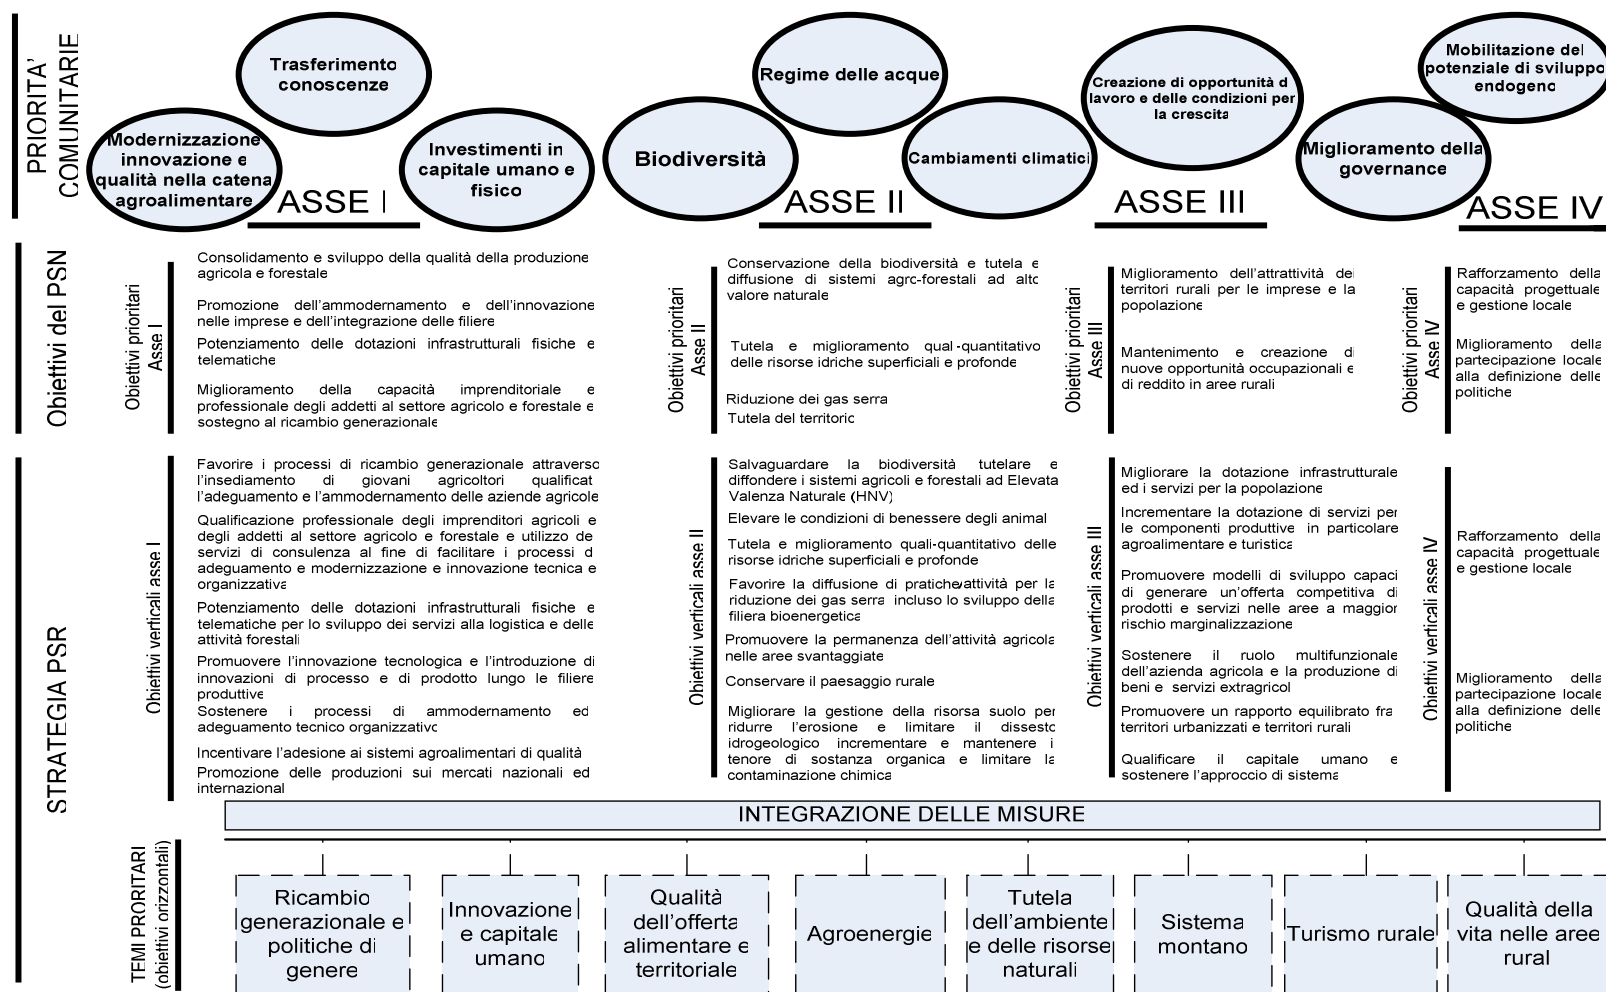 PRIORITA'
COMUNITARIE
Trasferimento
conoscenze
Modernizzazione
innovazione e
qualità nella catena
agroalimentare
Investimenti in
capitale umano e
fisico
ASSE I
Regime delle acque
Biodiversità
Cambiamenti climatici
ASSE II
Creazione di opportunità d
lavoro e delle condizioni per
la crescita
ASSE III
Mobilitazione del
potenziale di sviluppo
endogeno
Miglioramento della
governance
ASSE IV
Obiettivi del PSN
Obiettivi prioritari
Asse I
Consolidamento e sviluppo della qualità della produzione
agricola e forestale
Promozione dell'ammodernamento e dell'innovazione
nelle imprese e dell'integrazione delle filiere
Potenziamento delle dotazioni infrastrutturali fisiche e
telematiche
Miglioramento della capacità imprenditoriale e
professionale degli addetti al settore agricolo e forestale e
sostegno al ricambio generazionale
Obiettivi prioritari
Asse II
Conservazione della biodiversità e tutela e
diffusione di sistemi agro-forestali ad alto
valore naturale
Tutela e miglioramento quali-quantitativo
delle risorse idriche superficiali e profonde
Riduzione dei gas serra
Tutela del territorio
Obiettivi prioritari
Asse III
Miglioramento dell'attrattività dei
territori rurali per le imprese e la
popolazione
Mantenimento e creazione di
nuove opportunità occupazionali e
di reddito in aree rurali
Obiettivi prioritari
Asse IV
Rafforzamento della
capacità progettuale
e gestione locale
Miglioramento della
partecipazione locale
alla definizione delle
politiche
STRATEGIA PSR
Obiettivi verticali asse I
Favorire i processi di ricambio generazionale attraverso
l'insediamento di giovani agricoltori qualificat
l'adeguamento e l'ammodernamento delle aziende agricole
Qualificazione professionale degli imprenditori agricoli e
degli addetti al settore agricolo e forestale e utilizzo de
servizi di consulenza al fine di facilitare i processi d
adeguamento e modernizzazione e innovazione tecnica e
organizzativa
Potenziamento delle dotazioni infrastrutturali fisiche e
telematiche per lo sviluppo dei servizi alla logistica e delle
attività forestali
Promuovere l'innovazione tecnologica e l'introduzione di
innovazioni di processo e di prodotto lungo le filiere
produttive
Sostenere i processi di ammodernamento ed
adeguamento tecnico organizzativo
Incentivare l'adesione ai sistemi agroalimentari di qualità
Promozione delle produzioni sui mercati nazionali ed
internazional
Obiettivi verticali asse II
Salvaguardare la biodiversità tutelare e
diffondere i sistemi agricoli e forestali ad Elevata
Valenza Naturale (HNV)
Elevare le condizioni di benessere degli animal
Tutela e miglioramento quali-quantitativo delle
risorse idriche superficiali e profonde
Favorire la diffusione di pratiche/attività per la
riduzione dei gas serra incluso lo sviluppo della
filiera bioenergetica
Promuovere la permanenza dell'attività agricola
nelle aree svantaggiate
Conservare il paesaggio rurale
Migliorare la gestione della risorsa suolo per
ridurre l'erosione e limitare il dissesto
idrogeologico incrementare e mantenere i
tenore di sostanza organica e limitare la
contaminazione chimica
Obiettivi verticali asse III
Migliorare la dotazione infrastrutturale
ed i servizi per la popolazione
Incrementare la dotazione di servizi per
le componenti produttive in particolare
agroalimentare e turistica
Promuovere modelli di sviluppo capaci
di generare un'offerta competitiva di
prodotti e servizi nelle aree a maggior
rischio marginalizzazione
Sostenere il ruolo multifunzionale
dell'azienda agricola e la produzione di
beni e servizi extragricol
Promuovere un rapporto equilibrato fra
territori urbanizzati e territori rurali
Qualificare il capitale umano e
sostenere l'approccio di sistema
Obiettivi verticali asse IV
Rafforzamento della
capacità progettuale
e gestione locale
Miglioramento della
partecipazione locale
alla definizione delle
politiche
INTEGRAZIONE DELLE MISURE
TEMI PRORITARI
(obiettivi orizzontali)
Ricambio
generazionale e
politiche di
genere
Innovazione
e capitale
umano
Qualità
dell'offerta
alimentare e
territoriale
Agroenergie
Tutela
dell'ambiente
e delle risorse
naturali
Sistema
montano
Turismo rurale
Qualità della
vita nelle aree
rural